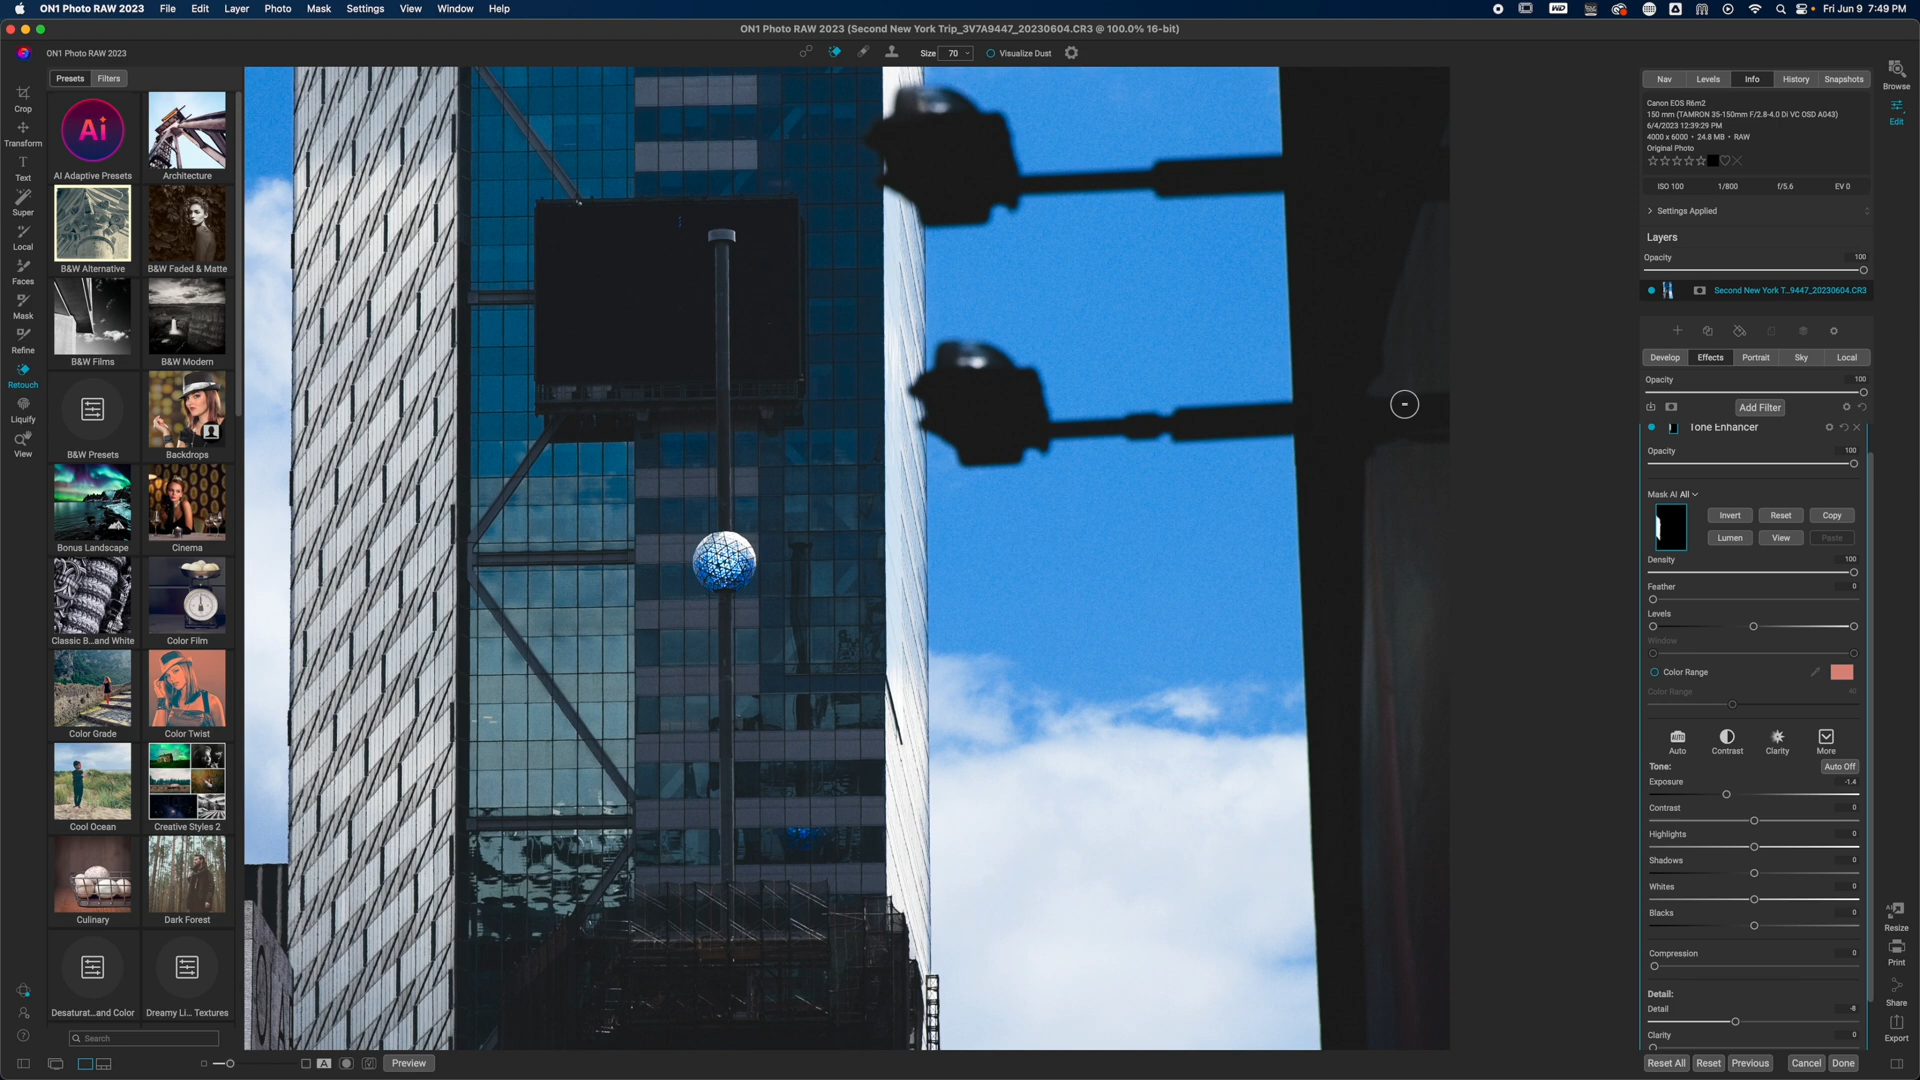 ON1 Photo RAW 2023 File Edit Layer Photo Mask Settings View Window Help
WD Fri Jun 9 7:49 PM
ON1 Photo RAW 2023 (Second New York Trip_3V7A9447_20230604.CR3 @ 100.0% 16-bit)
ON1 Photo RAW 2023
Size 70 Visualize Dust
Presets Filters
Crop
Transform
Text
Super
Local
Faces
Mask
Refine
Retouch
Liquify
View
Ai
AI Adaptive Presets Architecture
B&W Alternative B&W Faded & Matte
B&W Films B&W Modern
B&W Presets Backdrops
Bonus Landscape Cinema
Classic B...and White Color Film
Color Grade Color Twist
Cool Ocean Creative Styles 2
Culinary Dark Forest
Desaturat...and Color Dreamy Li... Textures
Search
A Preview
Nav Levels Info History Snapshots
Canon EOS R6m2
150 mm (TAMRON 35-150mm F/2.8-4.0 Di VC OSD A043)
6/4/2023 12:39:29 PM
4000 x 6000 • 24.8 MB • RAW
Original Photo
ISO 100 1/800 f/5.6 EV 0
Settings Applied
Layers
Opacity 100
Second New York T...9447_20230604.CR3
Develop Effects Portrait Sky Local
Opacity 100
Add Filter
Tone Enhancer
Opacity 100
Mask AI All
Invert Reset Copy
Lumen View Paste
Density 100
Feather 0
Levels
Window
Color Range
Color Range 40
AUTO
Auto Contrast Clarity More
Tone: Auto Off
Exposure -1.4
Contrast 0
Highlights 0
Shadows 0
Whites 0
Blacks 0
Compression 0
Detail:
Detail -8
Clarity 0
Reset All Reset Previous Cancel Done
Browse
Edit
AI
Resize
Print
Share
Export